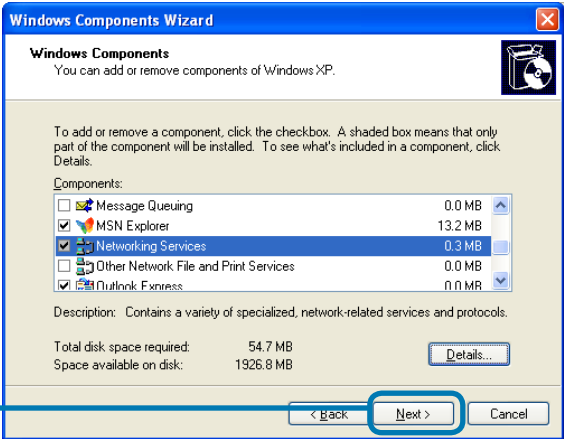 Windows Components Wizard
Windows Components
You can add or remove components of Windows XP.
To add or remove a component, click the checkbox. A shaded box means that only
part of the component will be installed. To see what's included in a component, click
Details.
Components:
Message Queuing 0.0 MB
MSN Explorer 13.2 MB
Networking Services 0.3 MB
Other Network File and Print Services 0.0 MB
Outlook Express 0.0 MB
Description: Contains a variety of specialized, network-related services and protocols.
Total disk space required: 54.7 MB
Space available on disk: 1926.8 MB
Details...
< Back Next > Cancel